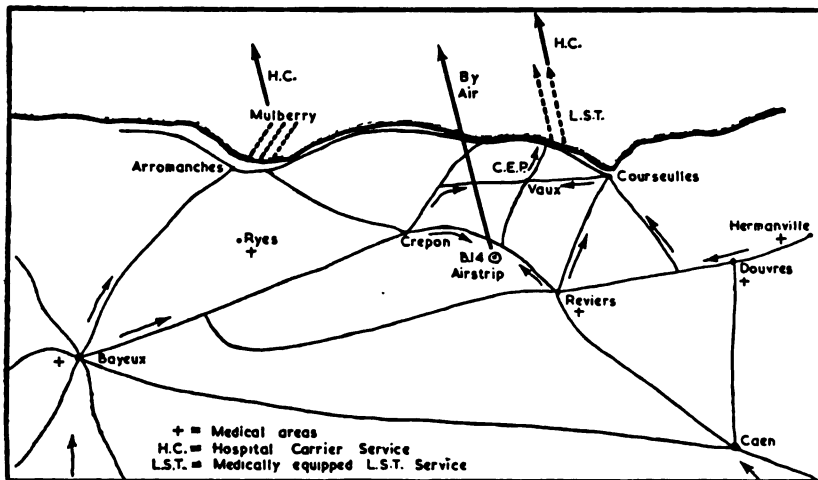 H.C.
By
Air
H.C.
Mulberry
L.S.T.
Arromanches
C.E.P.
Vaux
Courseulles
Ryes
Crepon
Hermanville
B.14
Airstrip
Douvres
Reviers
Bayeux
Caen
+ = Medical areas
H.C. = Hospital Carrier Service
L.S.T. = Medically equipped L.S.T. Service